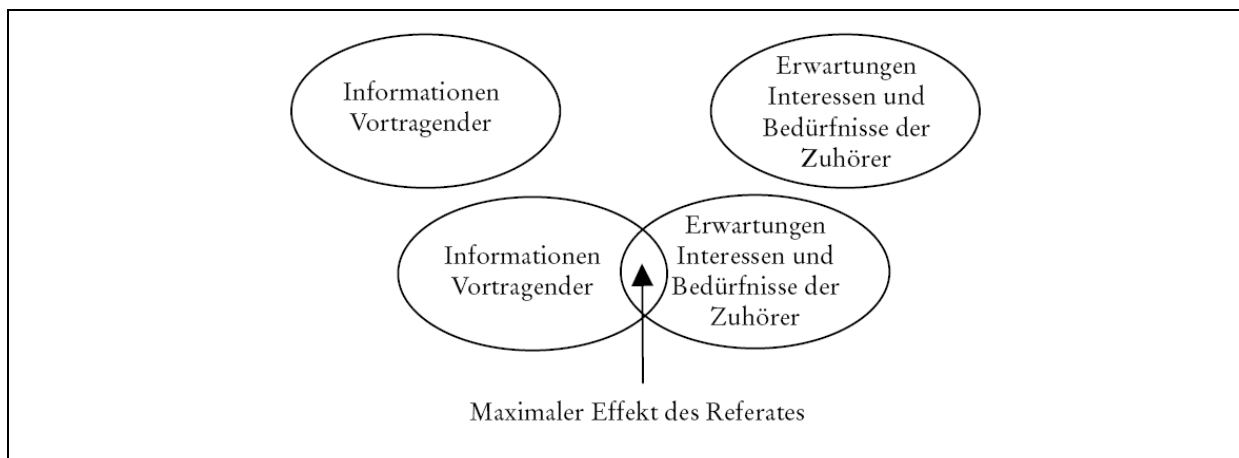 Informationen
Vortragender
Erwartungen
Interessen und
Bedürfnisse der
Zuhörer
Informationen
Vortragender
Erwartungen
Interessen und
Bedürfnisse der
Zuhörer
Maximaler Effekt des Referates